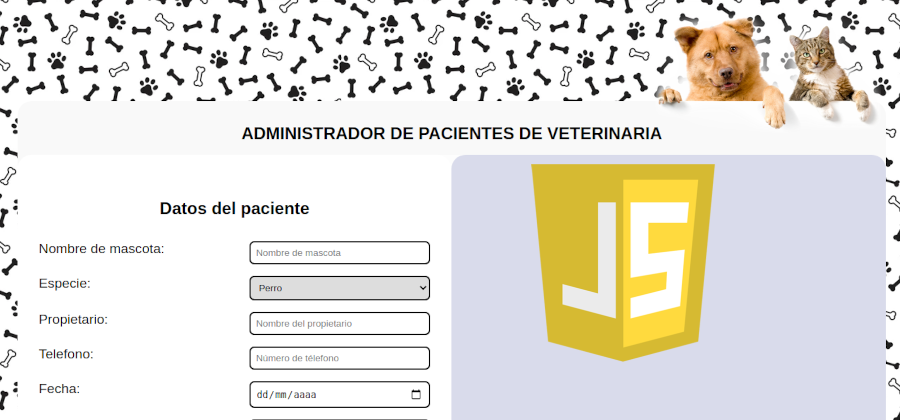 ADMINISTRADOR DE PACIENTES DE VETERINARIA
Datos del paciente
Nombre de mascota:
Nombre de mascota
Especie:
Perro
Propietario:
Nombre del propietario
Telefono:
Número de télefono
Fecha:
dd/mm/aaaa
JS